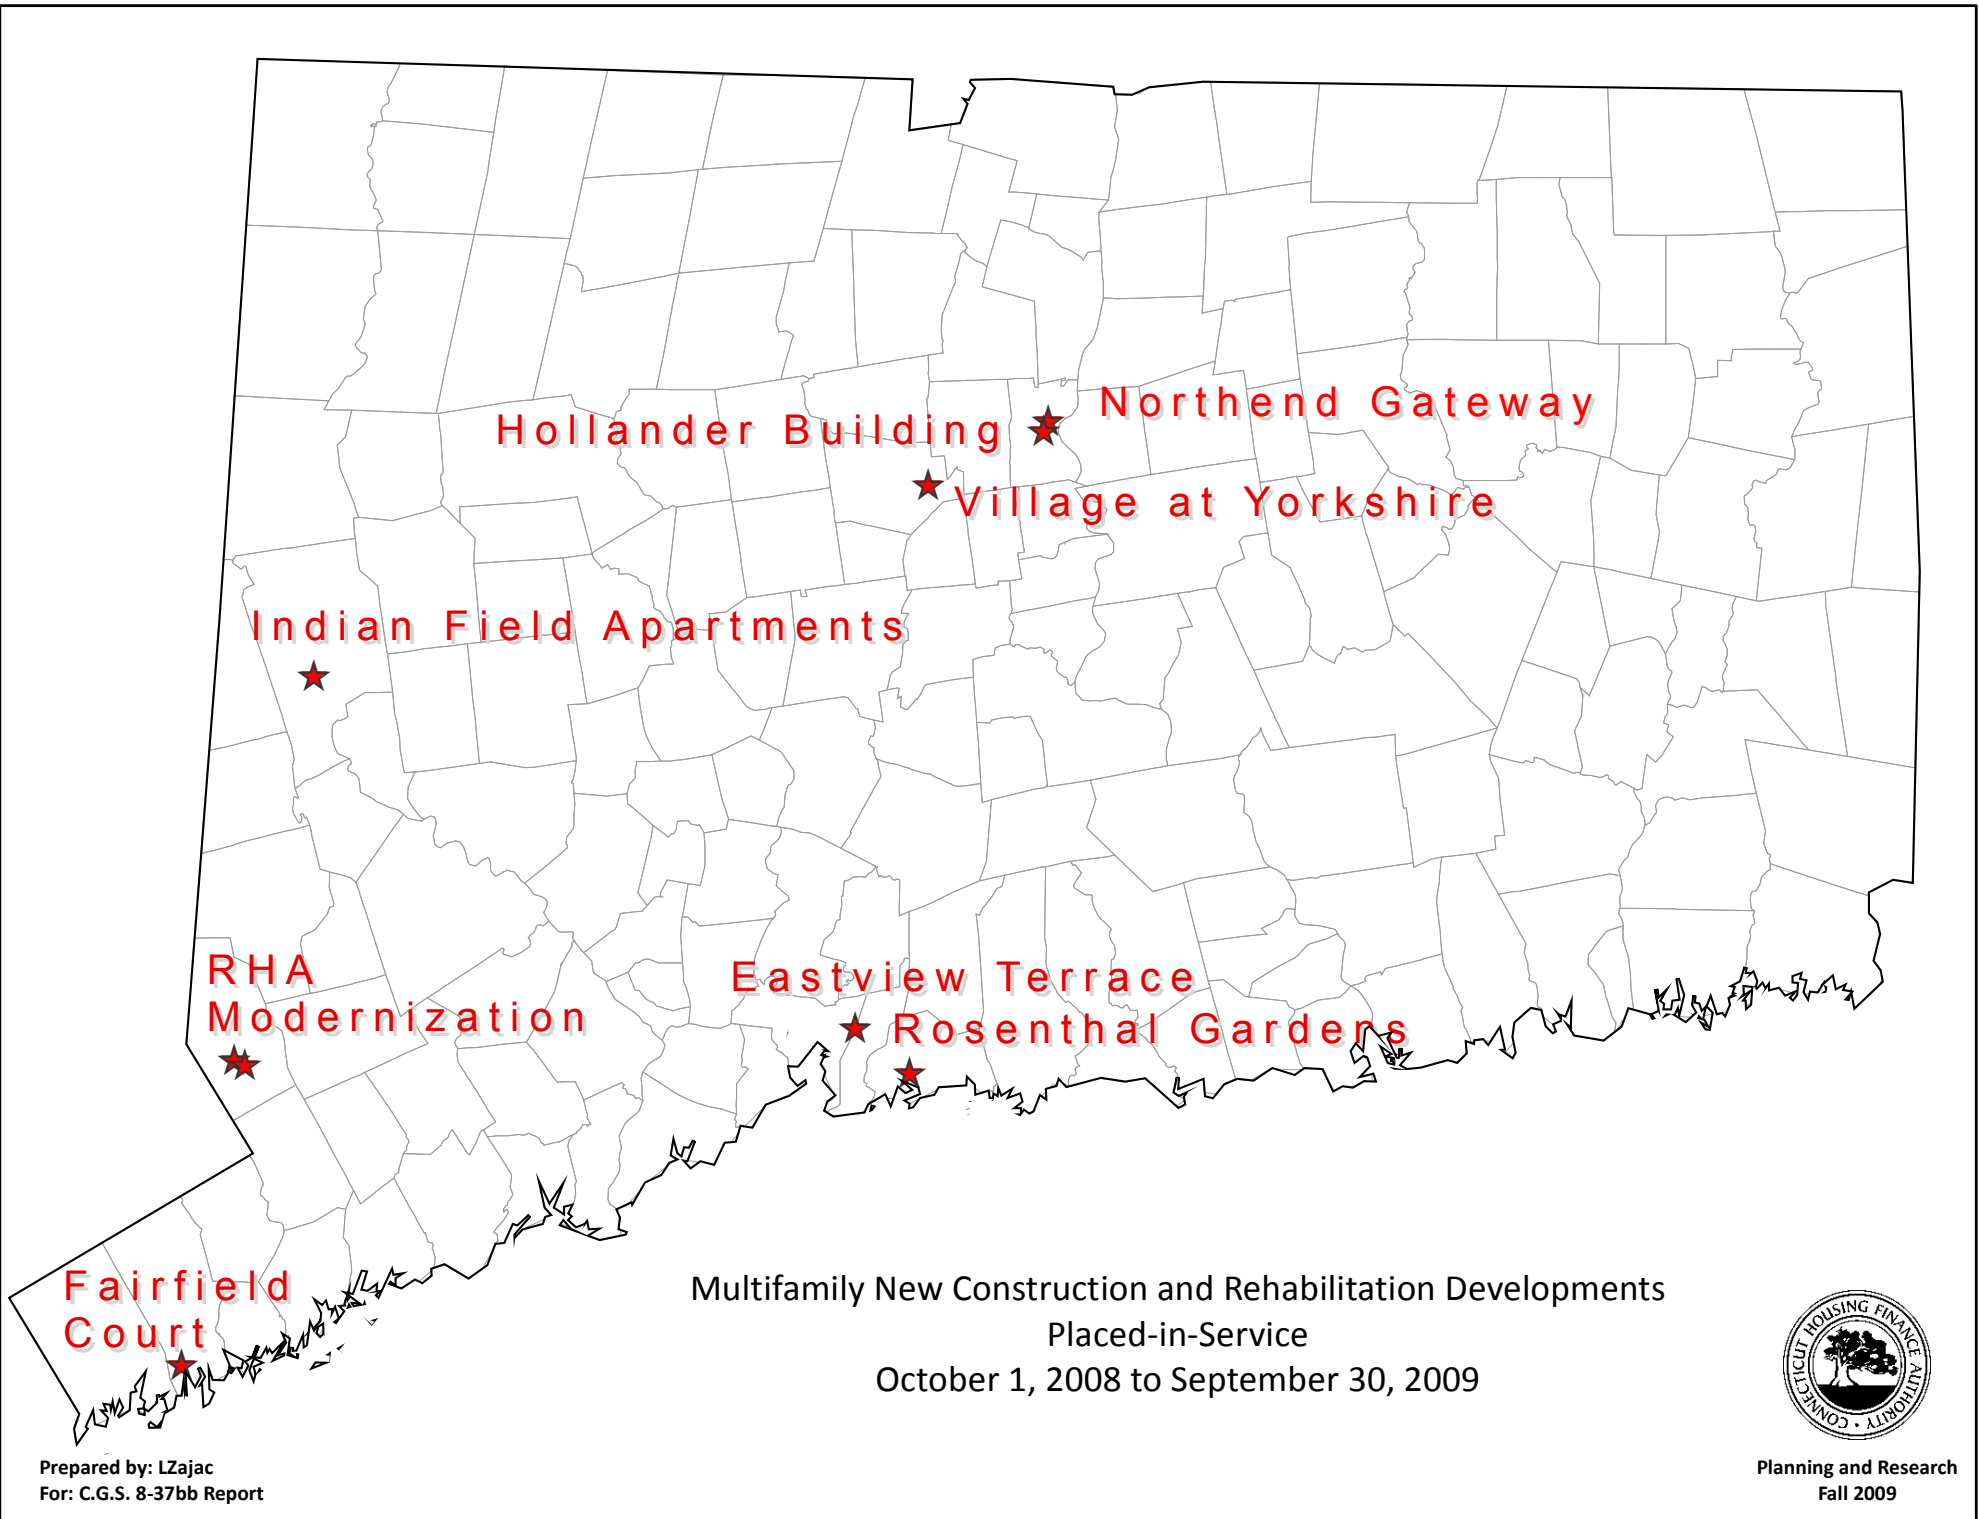 Northend Gateway
Hollander Building
Village at Yorkshire
Indian Field Apartments
RHA
Modernization
Eastview Terrace
Rosenthal Gardens
Fairfield
Court
Multifamily New Construction and Rehabilitation Developments
Placed-in-Service
October 1, 2008 to September 30, 2009
CONNECTICUT HOUSING FINANCE AUTHORITY
Prepared by: LZajac
For: C.G.S. 8-37bb Report
Planning and Research
Fall 2009